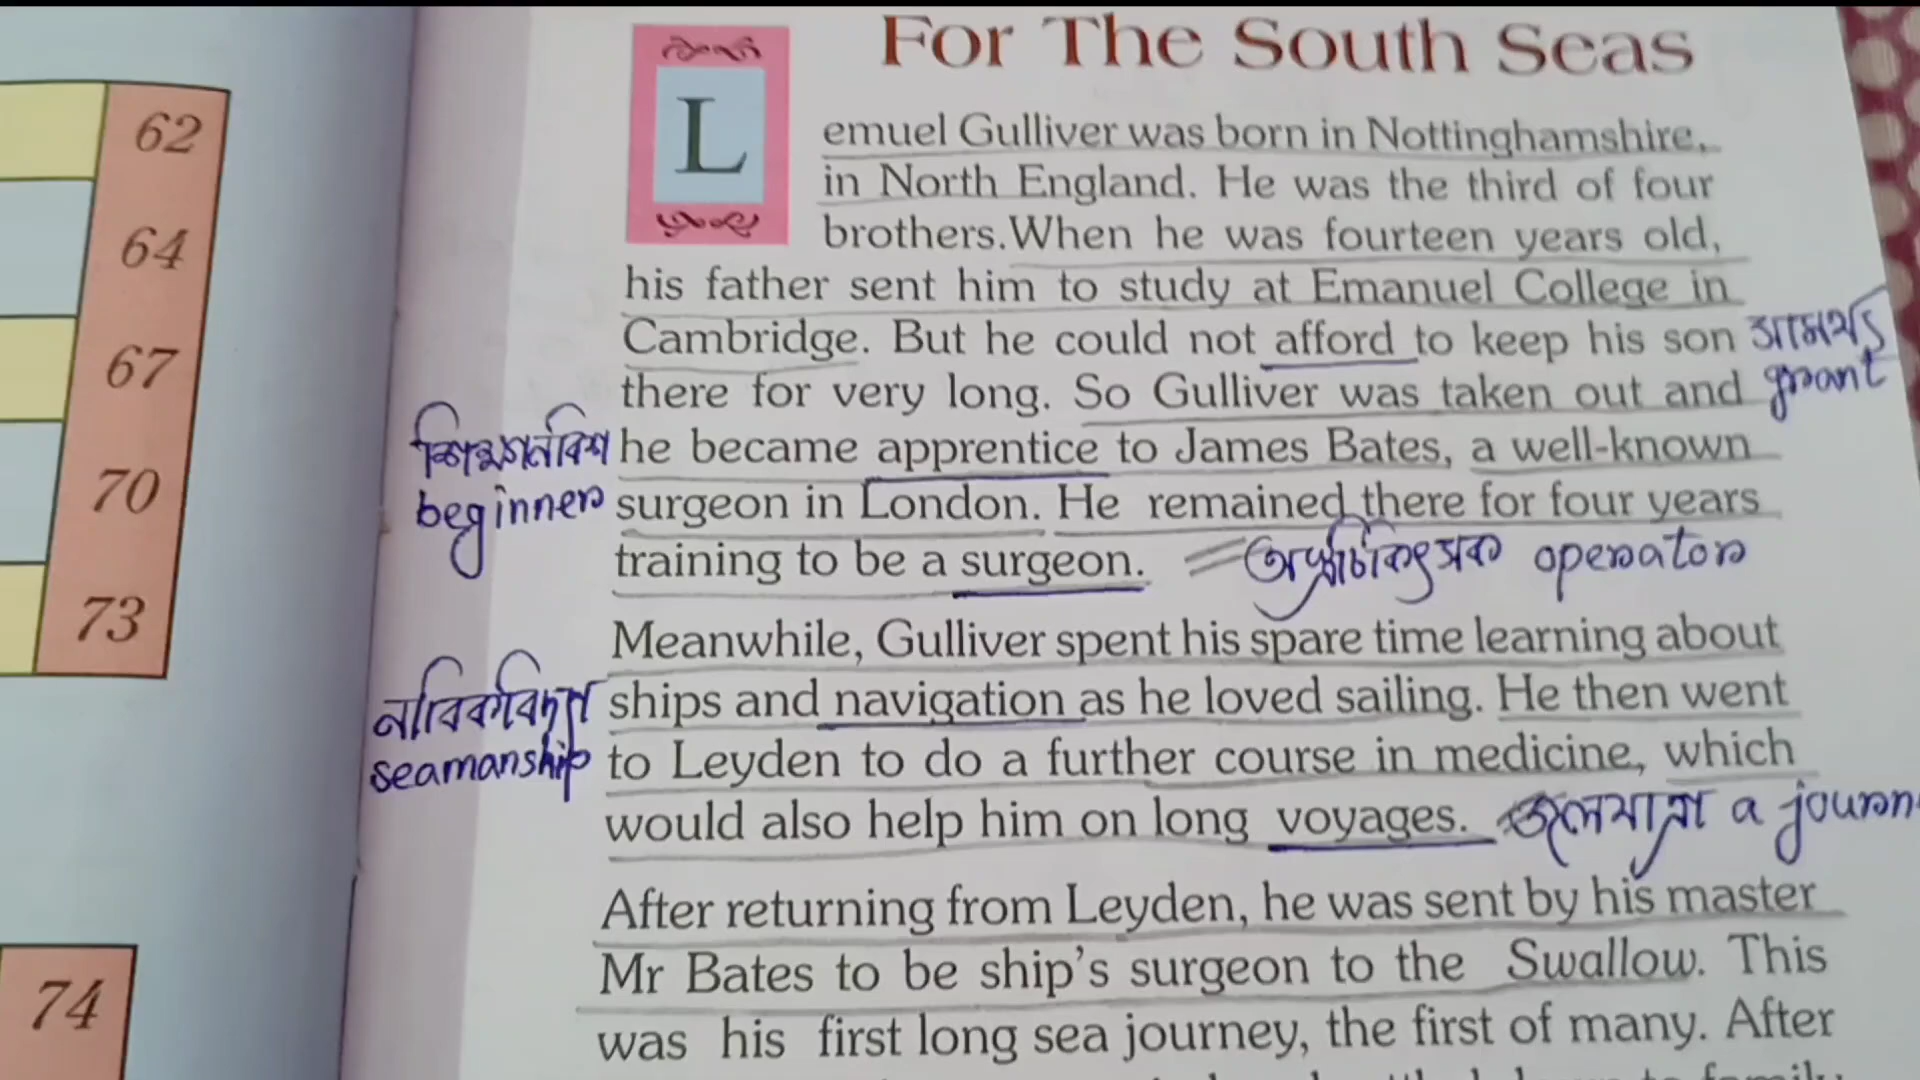 62
64
67
70
73
74
For The South Seas
Lemuel Gulliver was born in Nottinghamshire,
in North England. He was the third of four
brothers. When he was fourteen years old,
his father sent him to study at Emanuel College in
Cambridge. But he could not afford to keep his son সামর্থ্য
there for very long. So Gulliver was taken out and grant
শিক্ষানবিশ he became apprentice to James Bates, a well-known
beginner surgeon in London. He remained there for four years
training to be a surgeon. = অস্ত্রচিকিৎসক operator
Meanwhile, Gulliver spent his spare time learning about
নাবিকবিদ্যা ships and navigation as he loved sailing. He then went
seamanship to Leyden to do a further course in medicine, which
would also help him on long voyages. জলযাত্রা a journ
After returning from Leyden, he was sent by his master
Mr Bates to be ship's surgeon to the Swallow. This
was his first long sea journey, the first of many. After